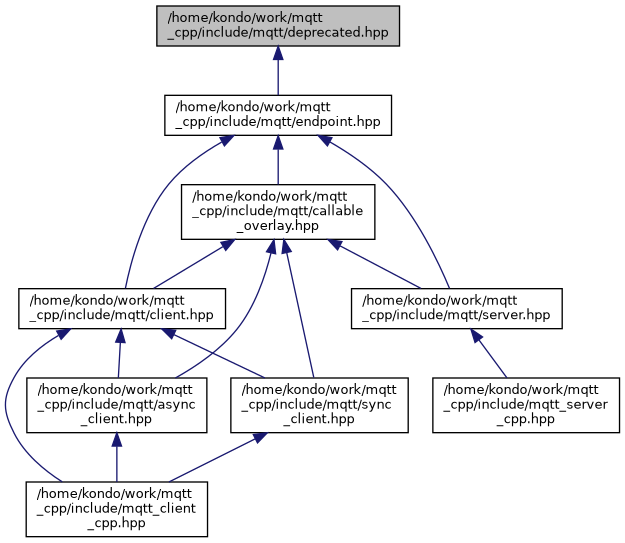 /home/kondo/work/mqtt
_cpp/include/mqtt/deprecated.hpp
/home/kondo/work/mqtt
_cpp/include/mqtt/endpoint.hpp
/home/kondo/work/mqtt
_cpp/include/mqtt/callable
_overlay.hpp
/home/kondo/work/mqtt
_cpp/include/mqtt/client.hpp
/home/kondo/work/mqtt
_cpp/include/mqtt/server.hpp
/home/kondo/work/mqtt
_cpp/include/mqtt/async
_client.hpp
/home/kondo/work/mqtt
_cpp/include/mqtt/sync
_client.hpp
/home/kondo/work/mqtt
_cpp/include/mqtt_server
_cpp.hpp
/home/kondo/work/mqtt
_cpp/include/mqtt_client
_cpp.hpp